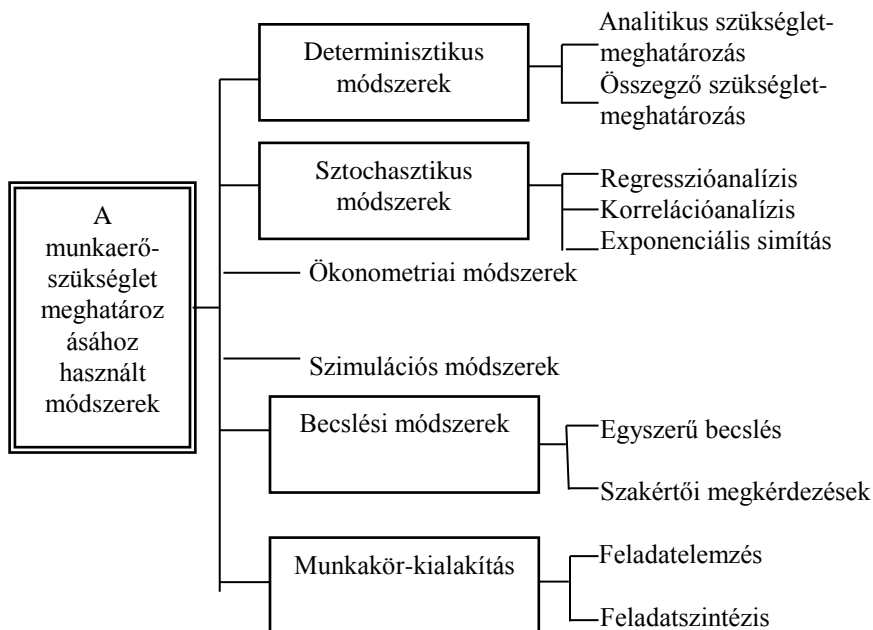 A
munkaerő-
szükséglet
meghatároz
ásához
használt
módszerek
Determinisztikus
módszerek
Analitikus szükséglet-
meghatározás
Összegző szükséglet-
meghatározás
Sztochasztikus
módszerek
Regresszióanalízis
Korrelációanalízis
Exponenciális simítás
Ökonometriai módszerek
Szimulációs módszerek
Becslési módszerek
Egyszerű becslés
Szakértői megkérdezések
Munkakör-kialakítás
Feladatelemzés
Feladatszintézis